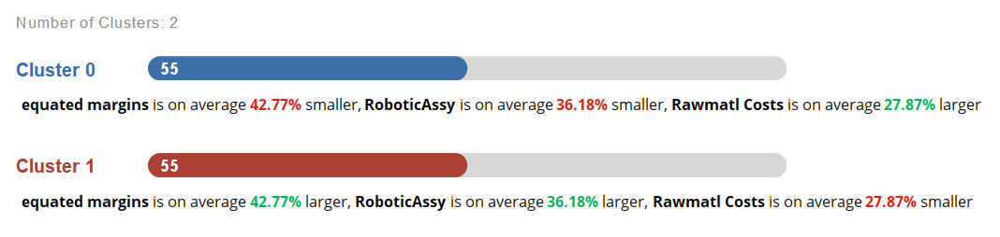 Number of Clusters: 2
Cluster 0 55
equated margins is on average 42.77% smaller, RoboticAssy is on average 36.18% smaller, Rawmatl Costs is on average 27.87% larger
Cluster 1 55
equated margins is on average 42.77% larger, RoboticAssy is on average 36.18% larger, Rawmatl Costs is on average 27.87% smaller